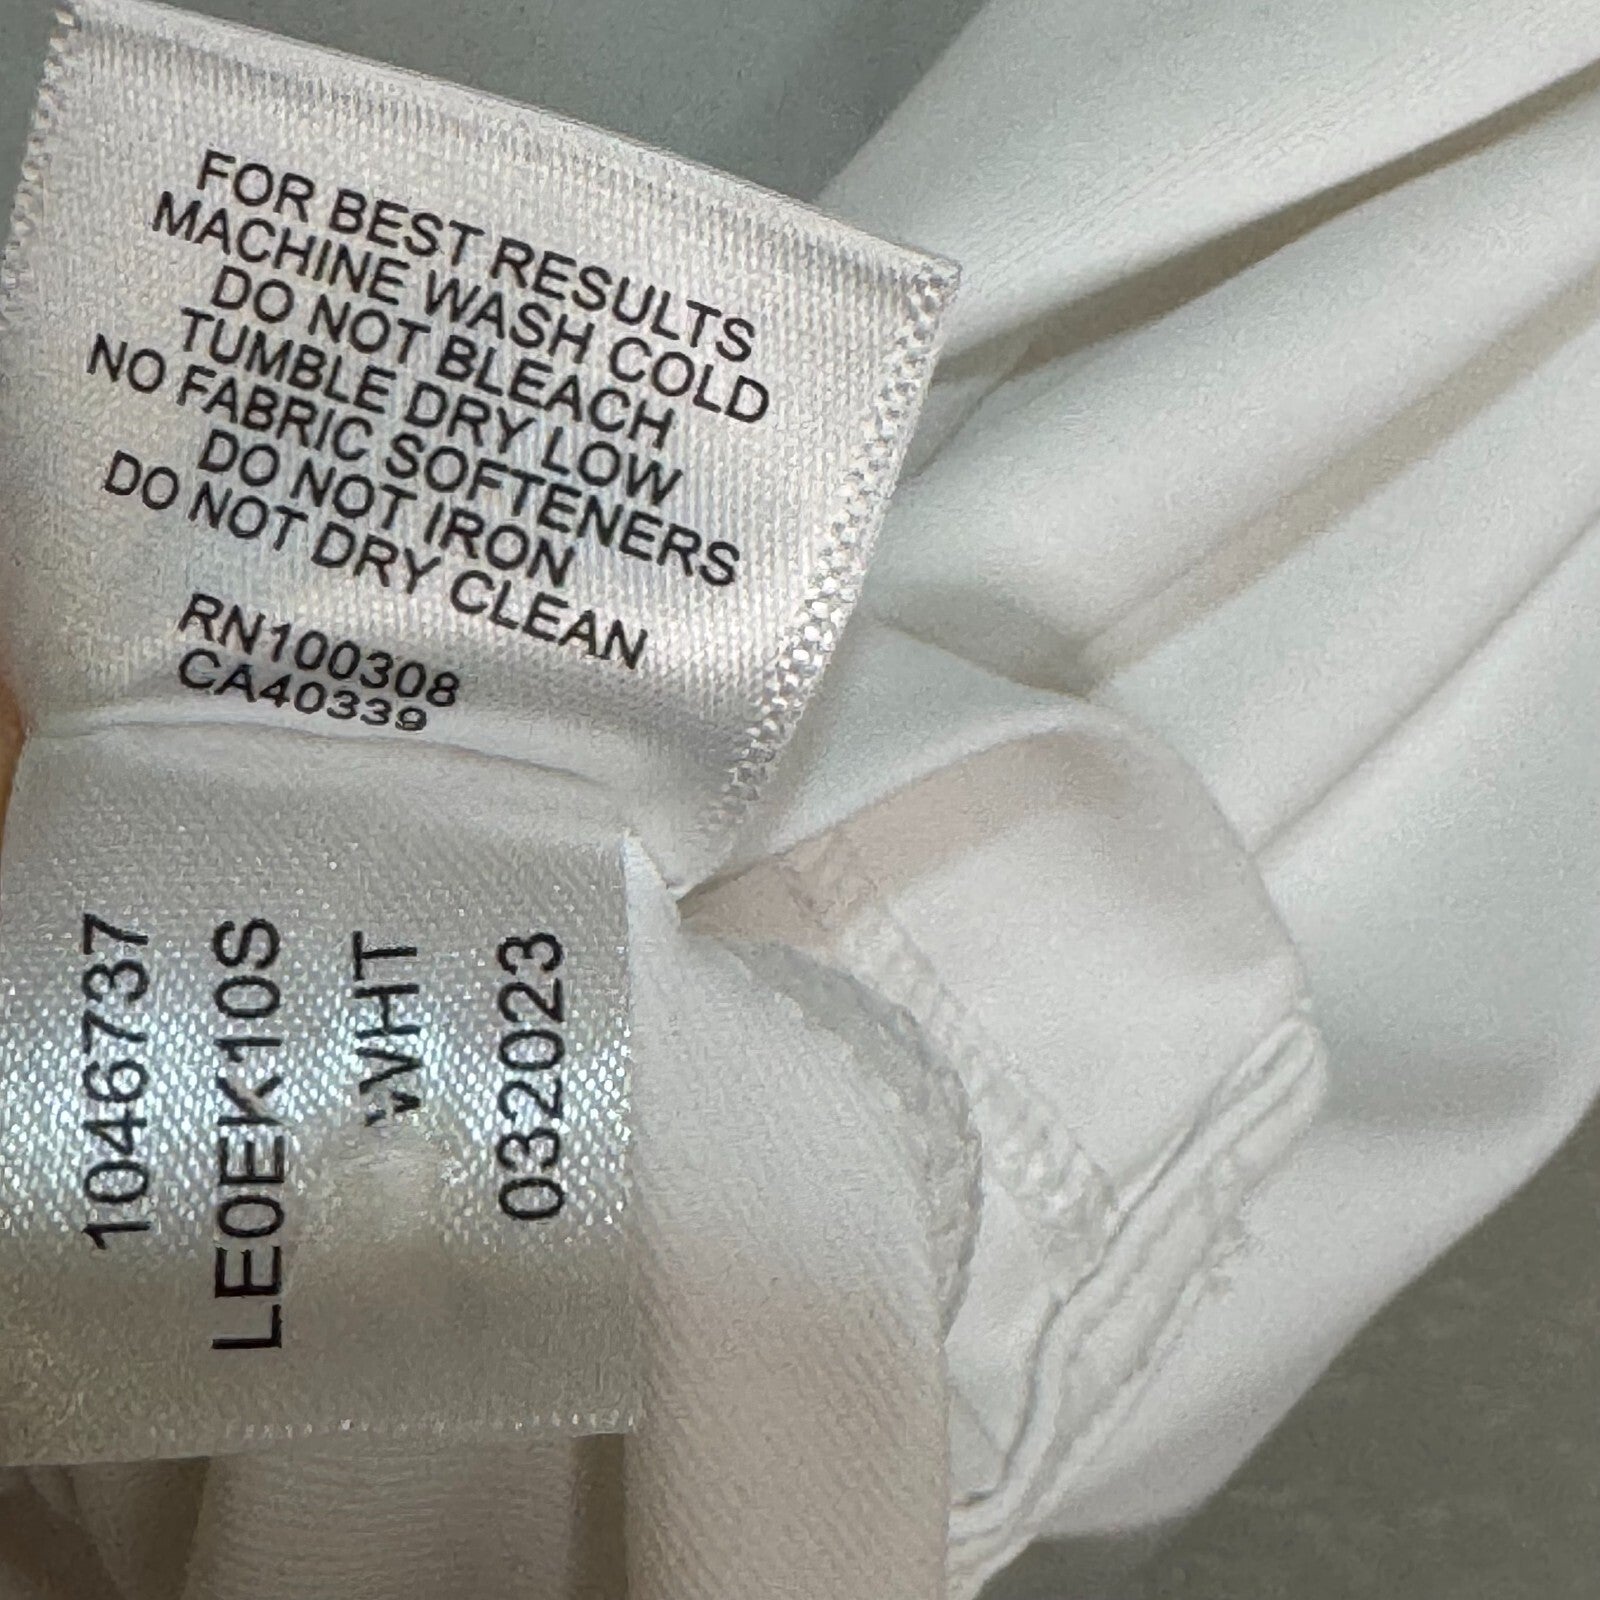 FOR BEST RESULTS
MACHINE WASH COLD
DO NOT BLEACH
TUMBLE DRY LOW
NO FABRIC SOFTENERS
DO NOT IRON
DO NOT DRY CLEAN
RN100308
CA40339
1046737
LE0EK10S
WHT
032023